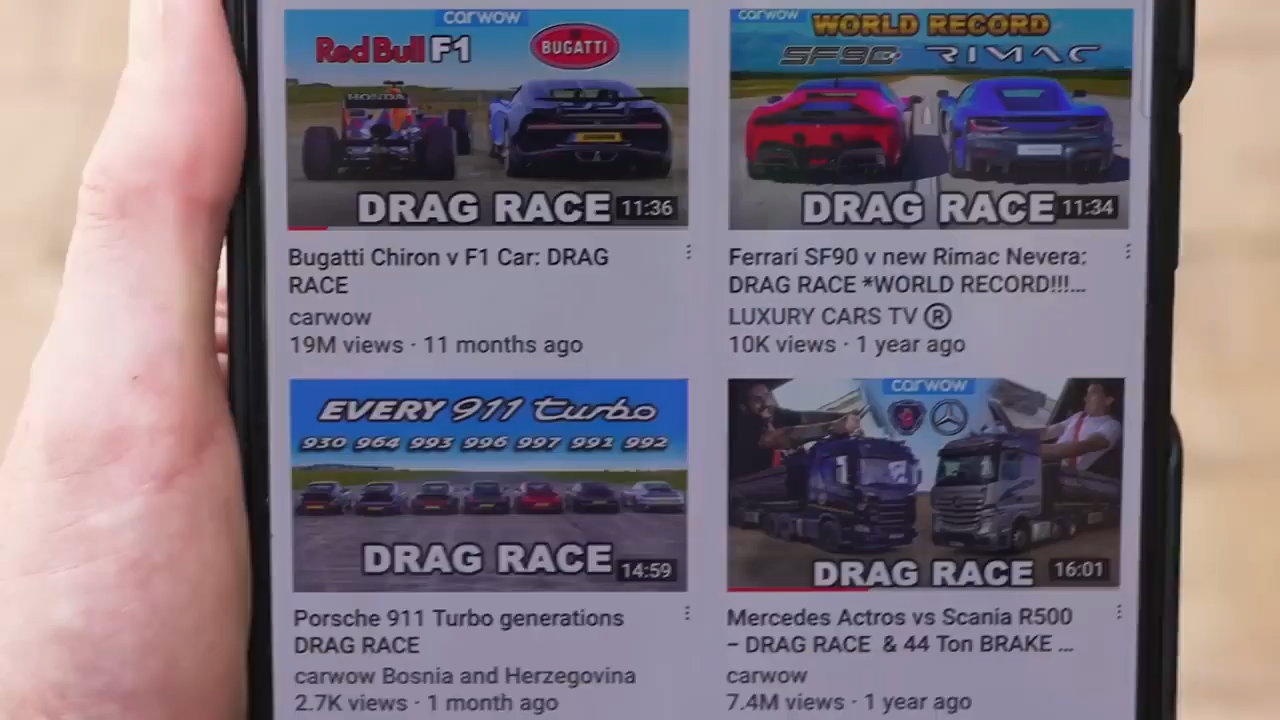 carwow
Red Bull F1
BUGATTI
HONDA
DRAG RACE
11:36
Bugatti Chiron v F1 Car: DRAG
RACE
carwow
19M views · 11 months ago
carwow
WORLD RECORD
SF90 RIMAC
DRAG RACE
11:34
Ferrari SF90 v new Rimac Nevera:
DRAG RACE *WORLD RECORD!!!...
LUXURY CARS TV ®
10K views · 1 year ago
EVERY 911 turbo
930 964 993 996 997 991 992
DRAG RACE
14:59
Porsche 911 Turbo generations
DRAG RACE
carwow Bosnia and Herzegovina
2.7K views · 1 month ago
carwow
DRAG RACE
16:01
Mercedes Actros vs Scania R500
– DRAG RACE & 44 Ton BRAKE ...
carwow
7.4M views · 1 year ago